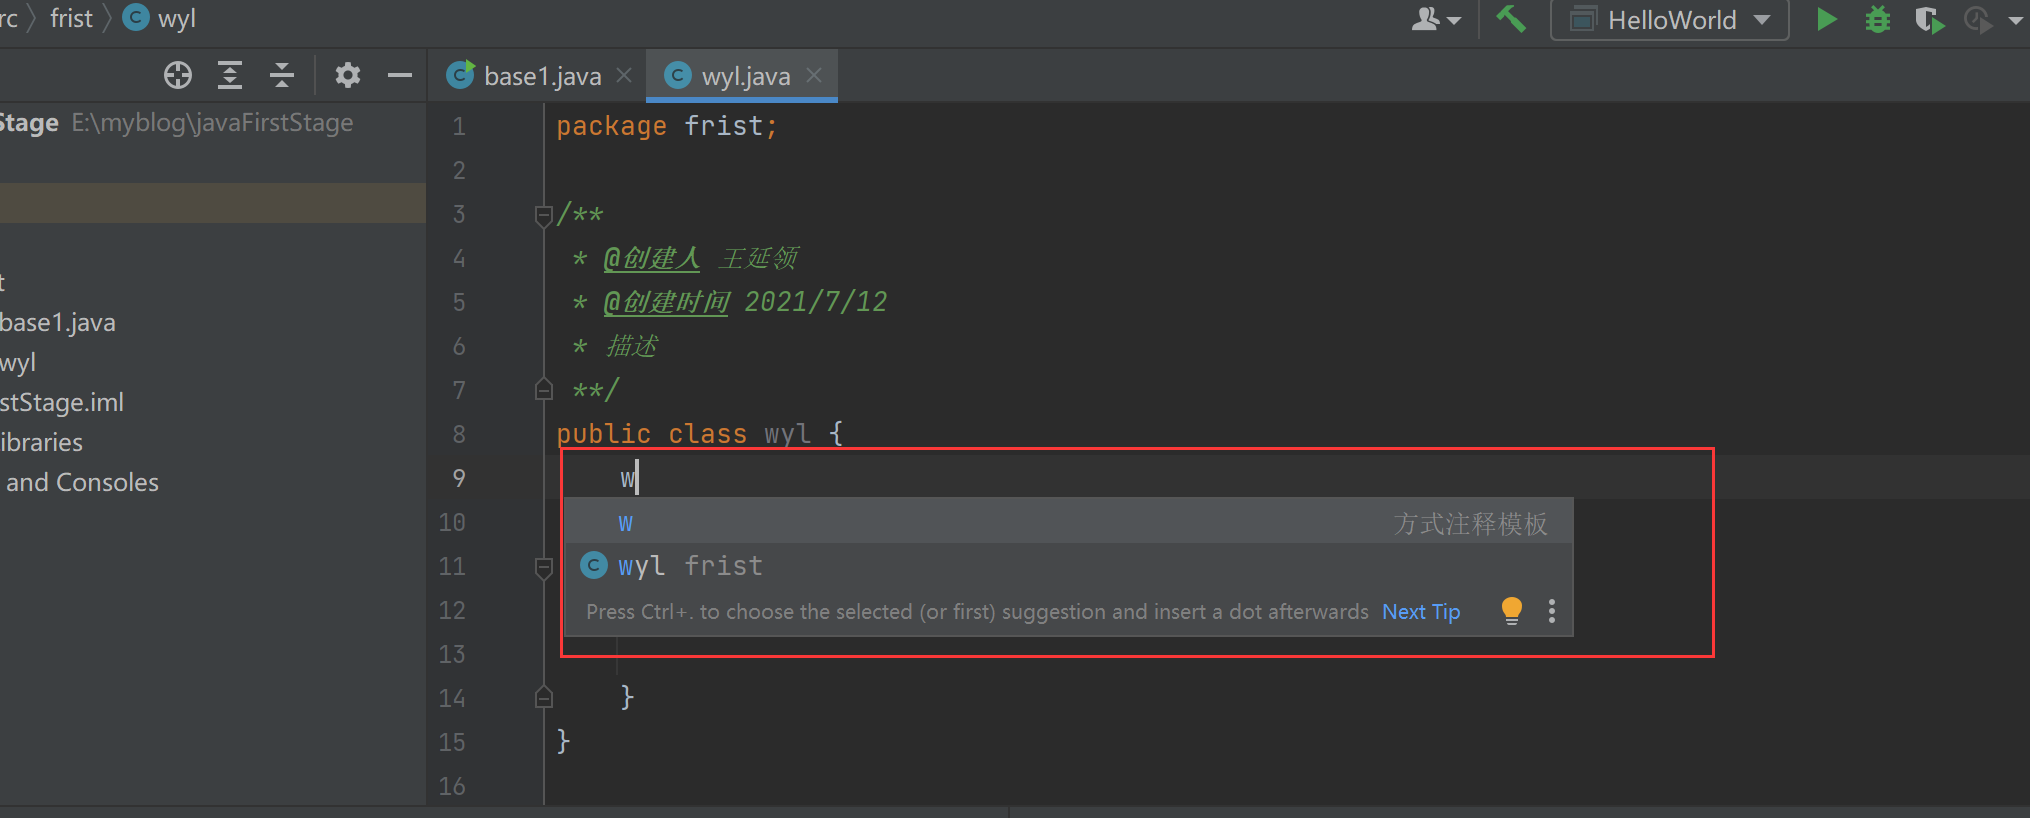 rc frist wyl
HelloWorld
base1.java wyl.java
Stage E:\myblog\javaFirstStage
t
base1.java
wyl
stStage.iml
ibraries
and Consoles
1 package frist;
2
3 /**
4 * @创建人 王延领
5 * @创建时间 2021/7/12
6 * 描述
7 **/
8 public class wyl {
9 w
10 w 方式注释模板
11 wyl frist
12 Press Ctrl+. to choose the selected (or first) suggestion and insert a dot afterwards Next Tip
13
14 }
15 }
16